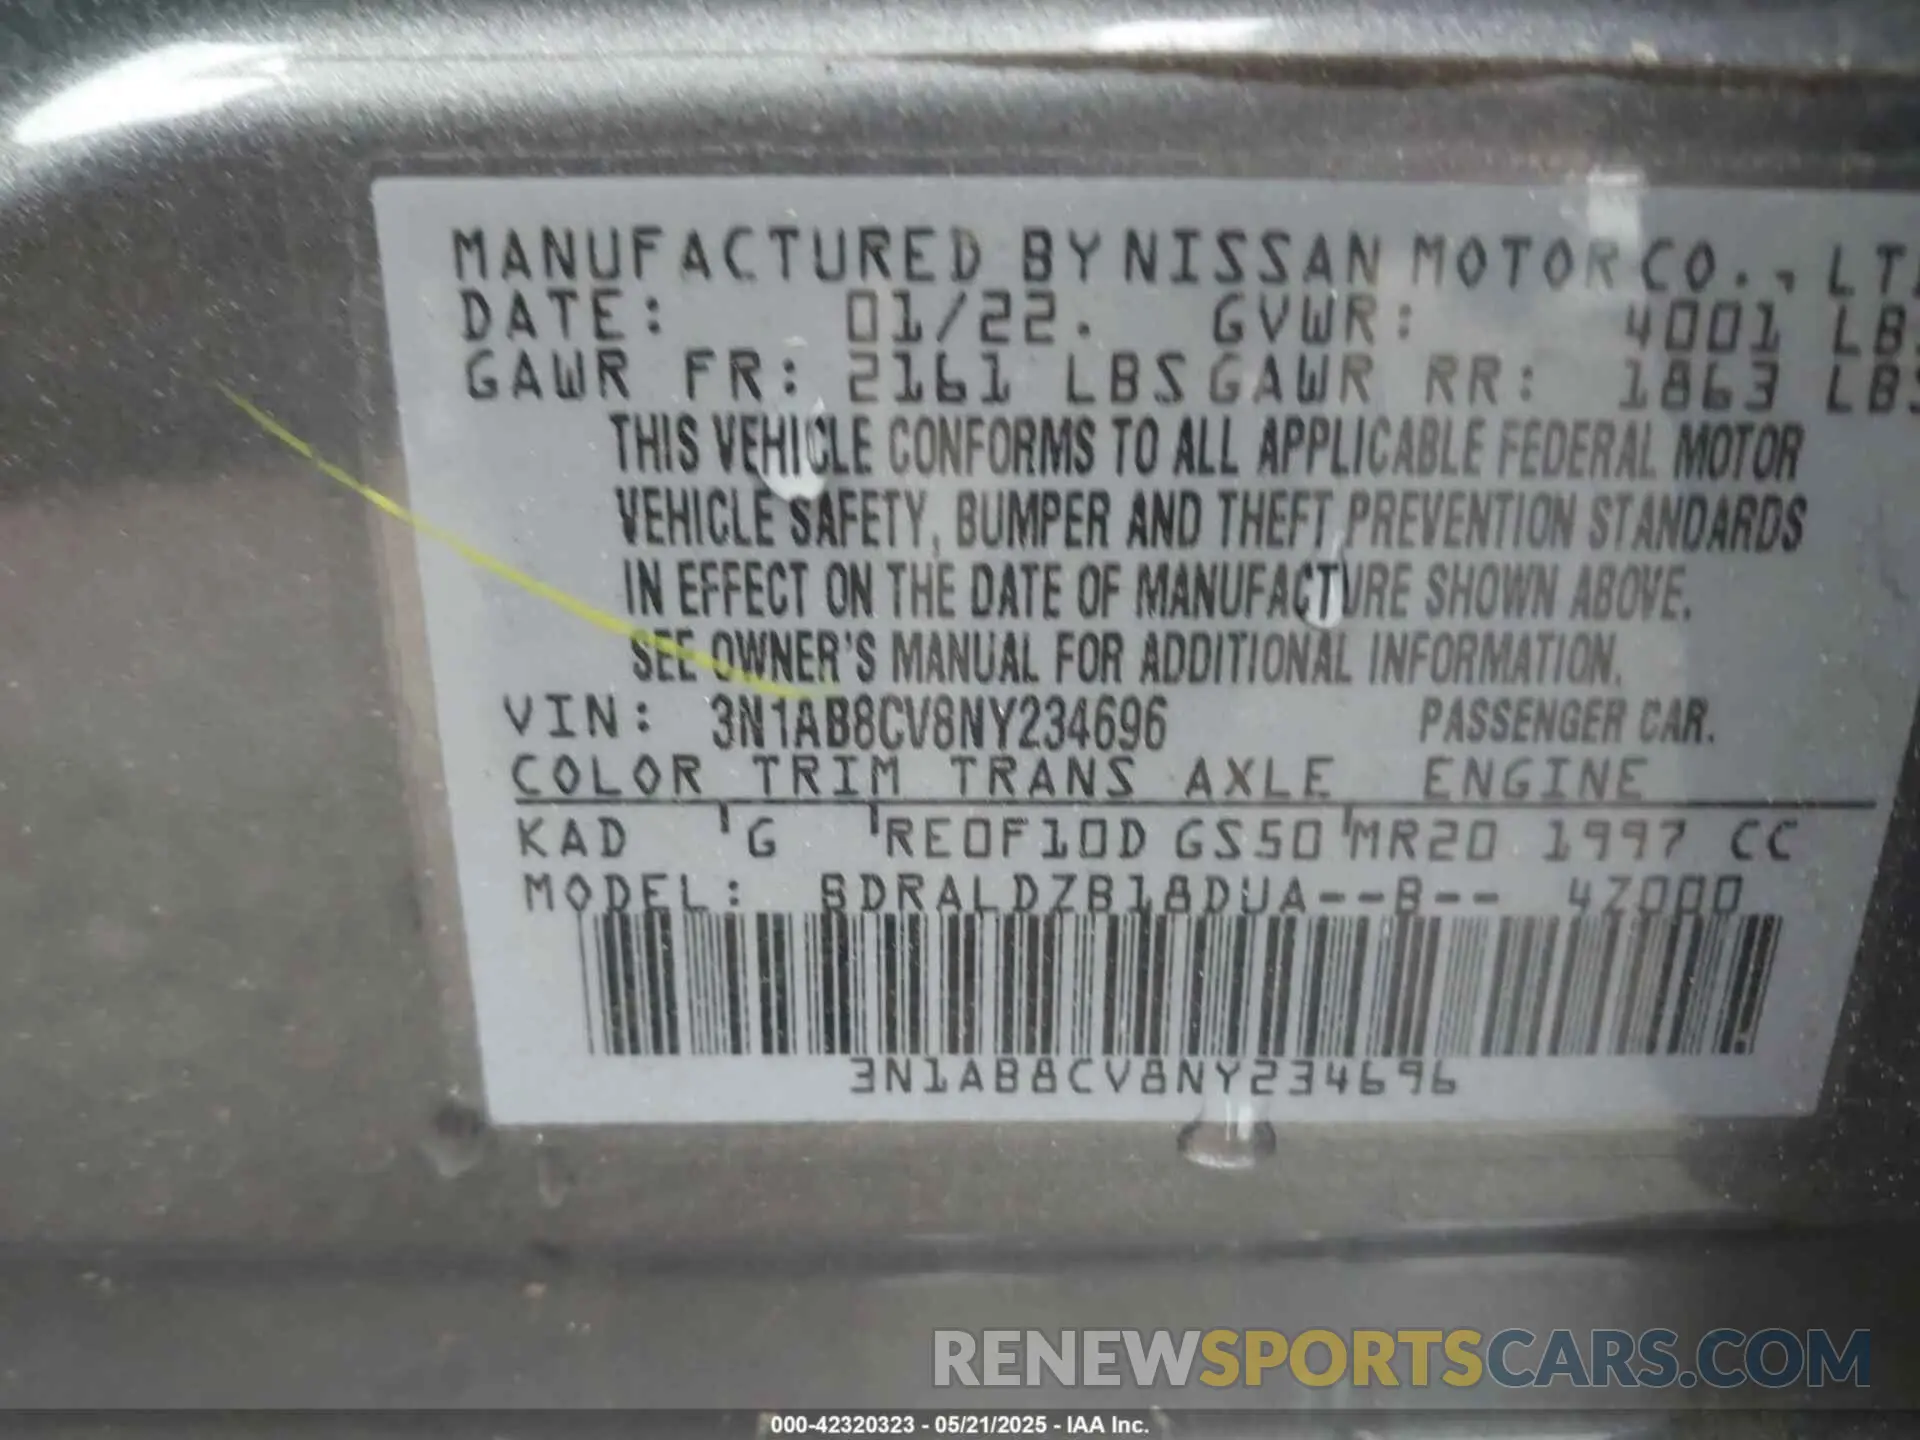 MANUFACTURED BY NISSAN MOTOR CO., LT
DATE: 01/22. GVWR: 4001 LB
GAWR FR: 2161 LBS GAWR RR: 1863 LBS
THIS VEHICLE CONFORMS TO ALL APPLICABLE FEDERAL MOTOR
VEHICLE SAFETY, BUMPER AND THEFT PREVENTION STANDARDS
IN EFFECT ON THE DATE OF MANUFACTURE SHOWN ABOVE.
SEE OWNER'S MANUAL FOR ADDITIONAL INFORMATION.
VIN: 3N1AB8CV8NY234696 PASSENGER CAR.
COLOR TRIM TRANS AXLE ENGINE
KAD G RE0F10D GS50 MR20 1997 CC
MODEL: BDRALDZB18DUA--B-- 4Z000
3N1AB8CV8NY234696
RENEWSPORTSCARS.COM
000-42320323 - 05/21/2025 - IAA Inc.